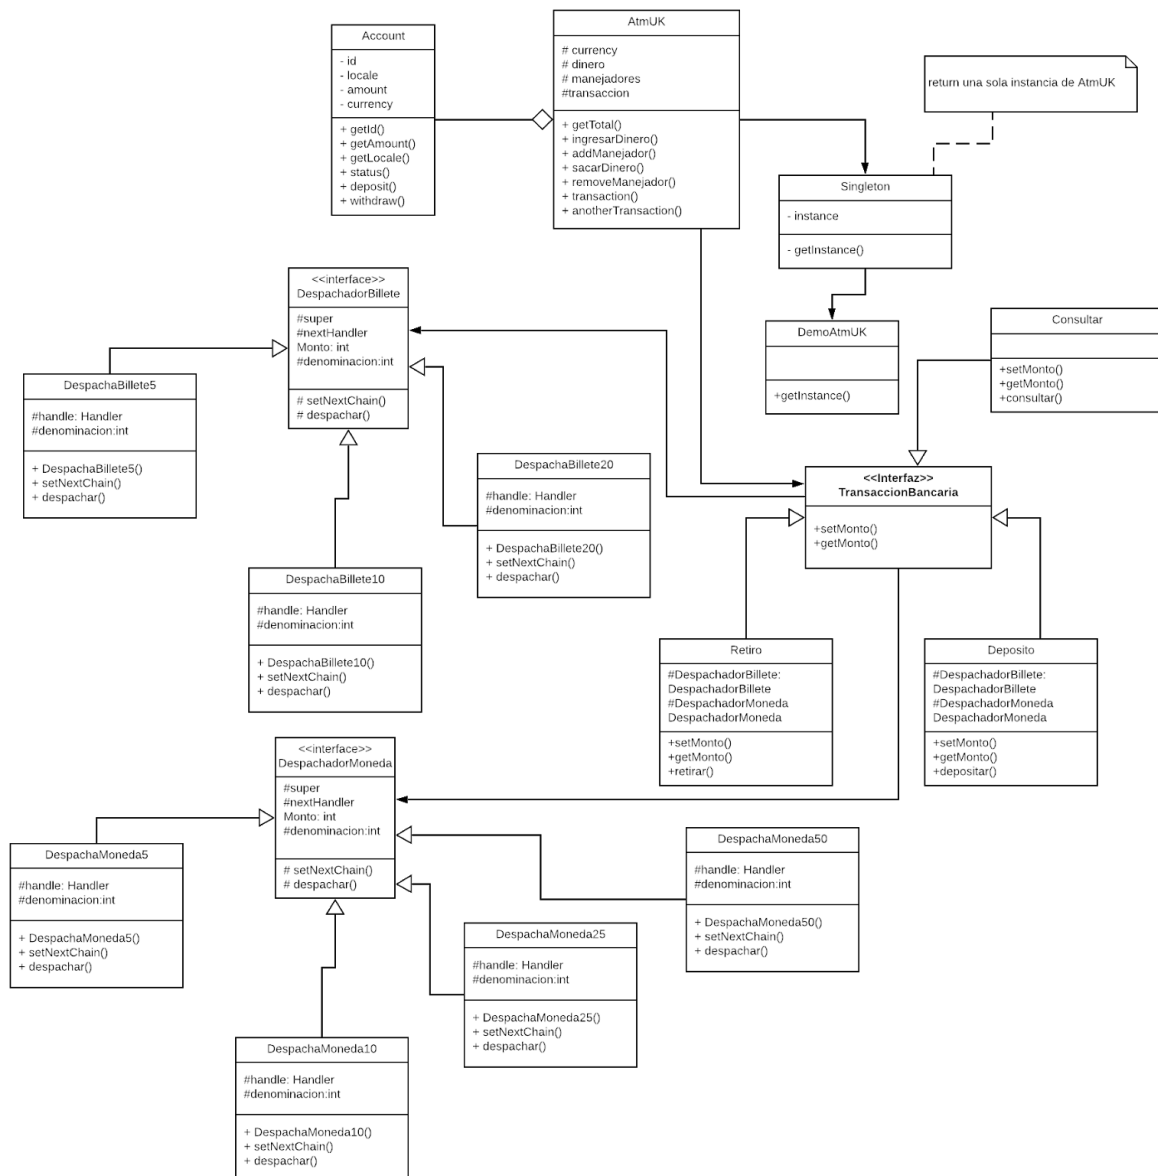 Account
- id
- locale
- amount
- currency
+ getId()
+ getAmount()
+ getLocale()
+ status()
+ deposit()
+ withdraw()
AtmUK
# currency
# dinero
# manejadores
#transaccion
+ getTotal()
+ ingresarDinero()
+ addManejador()
+ sacarDinero()
+ removeManejador()
+ transaction()
+ anotherTransaction()
return una sola instancia de AtmUK
Singleton
- instance
- getInstance()
<<interface>>
DespachadorBillete
#super
#nextHandler
Monto: int
#denominacion:int
# setNextChain()
# despachar()
DemoAtmUK
+getInstance()
Consultar
+setMonto()
+getMonto()
+consultar()
DespachaBillete5
#handle: Handler
#denominacion:int
+ DespachaBillete5()
+ setNextChain()
+ despachar()
DespachaBillete20
#handle: Handler
#denominacion:int
+ DespachaBillete20()
+ setNextChain()
+ despachar()
<<Interfaz>>
TransaccionBancaria
+setMonto()
+getMonto()
DespachaBillete10
#handle: Handler
#denominacion:int
+ DespachaBillete10()
+ setNextChain()
+ despachar()
Retiro
#DespachadorBillete:
DespachadorBillete
#DespachadorMoneda
DespachadorMoneda
+setMonto()
+getMonto()
+retirar()
Deposito
#DespachadorBillete:
DespachadorBillete
#DespachadorMoneda
DespachadorMoneda
+setMonto()
+getMonto()
+depositar()
<<interface>>
DespachadorMoneda
#super
#nextHandler
Monto: int
#denominacion:int
# setNextChain()
# despachar()
DespachaMoneda5
#handle: Handler
#denominacion:int
+ DespachaMoneda5()
+ setNextChain()
+ despachar()
DespachaMoneda50
#handle: Handler
#denominacion:int
+ DespachaMoneda50()
+ setNextChain()
+ despachar()
DespachaMoneda25
#handle: Handler
#denominacion:int
+ DespachaMoneda25()
+ setNextChain()
+ despachar()
DespachaMoneda10
#handle: Handler
#denominacion:int
+ DespachaMoneda10()
+ setNextChain()
+ despachar()